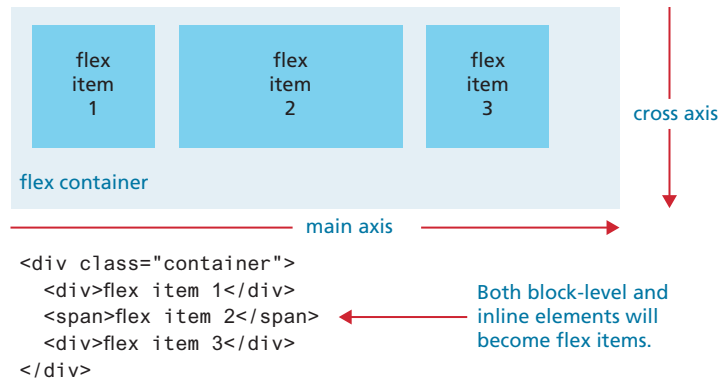 flex
item
1
flex
item
2
flex
item
3
cross axis
flex container
main axis
<div class="container">
  <div>flex item 1</div>
  <span>flex item 2</span>
  <div>flex item 3</div>
</div>
Both block-level and
inline elements will
become flex items.